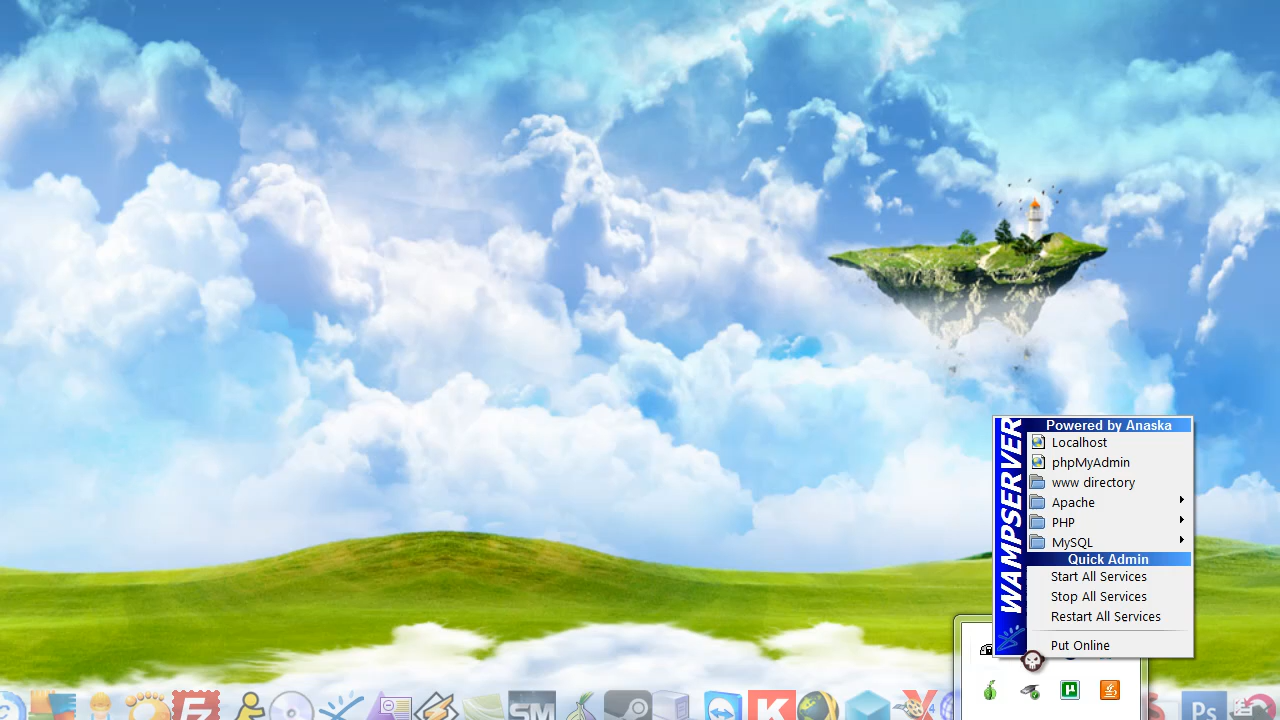 WAMPSERVER
Powered by Anaska
Localhost
phpMyAdmin
www directory
Apache
PHP
MySQL
Quick Admin
Start All Services
Stop All Services
Restart All Services
Put Online
µ
SM
K
X
S
Ps